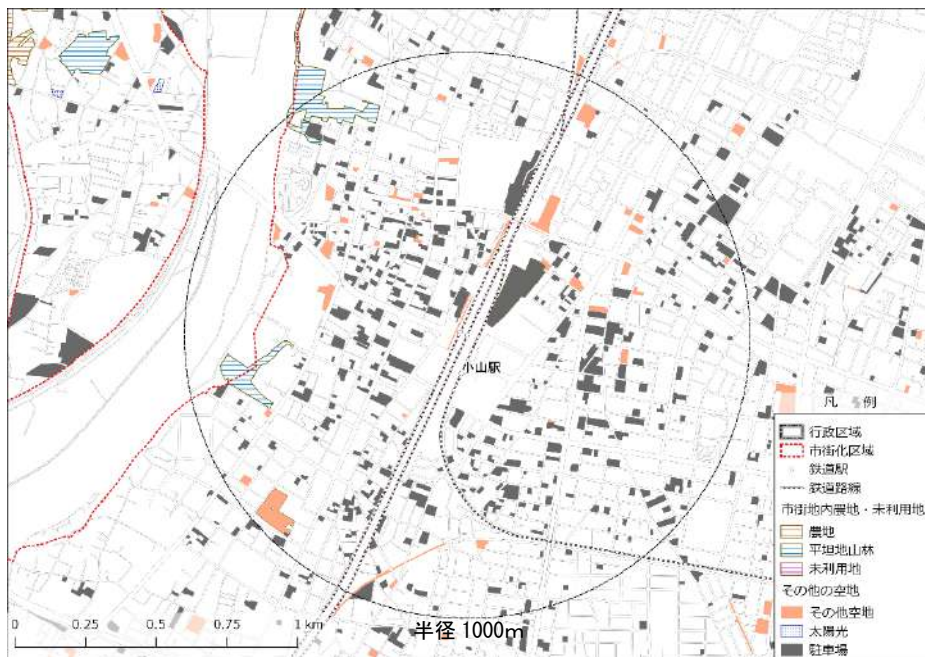 小山駅
凡 例
行政区域
市街化区域
鉄道駅
鉄道路線
市街地内農地・未利用地
農地
平坦地山林
未利用地
その他の空地
その他空地
太陽光
駐車場
0 0.25 0.5 0.75 1 km
半径 1000m